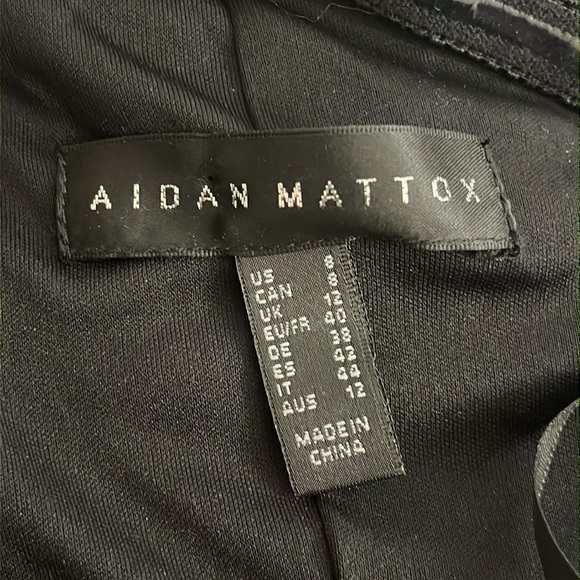 AIDAN MATTOX
US 8
CAN 8
UK 12
EU/FR 40
DE 38
ES 42
IT 44
AUS 12
MADE IN
CHINA